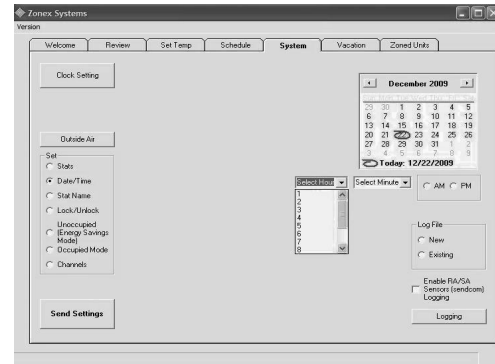 Zonex Systems
Version
Welcome Review Set Temp Schedule System Vacation Zoned Units
Clock Setting
December 2009
29 30 1 2 3 4 5
6 7 8 9 10 11 12
13 14 15 16 17 18 19
20 21 22 23 24 25 26
27 28 29 30 31 1 2
3 4 5 6 7 8 9
Today: 12/22/2009
Outside Air
Set
Stats
Date/Time
Stat Name
Lock/Unlock
Unoccupied
(Energy Savings
Mode)
Occupied Mode
Channels
Select Hour Select Minute AM PM
1
2
3
4
5
6
7
8
Log File
New
Existing
Enable RA/SA
Sensors (sendcom)
Logging
Send Settings
Logging